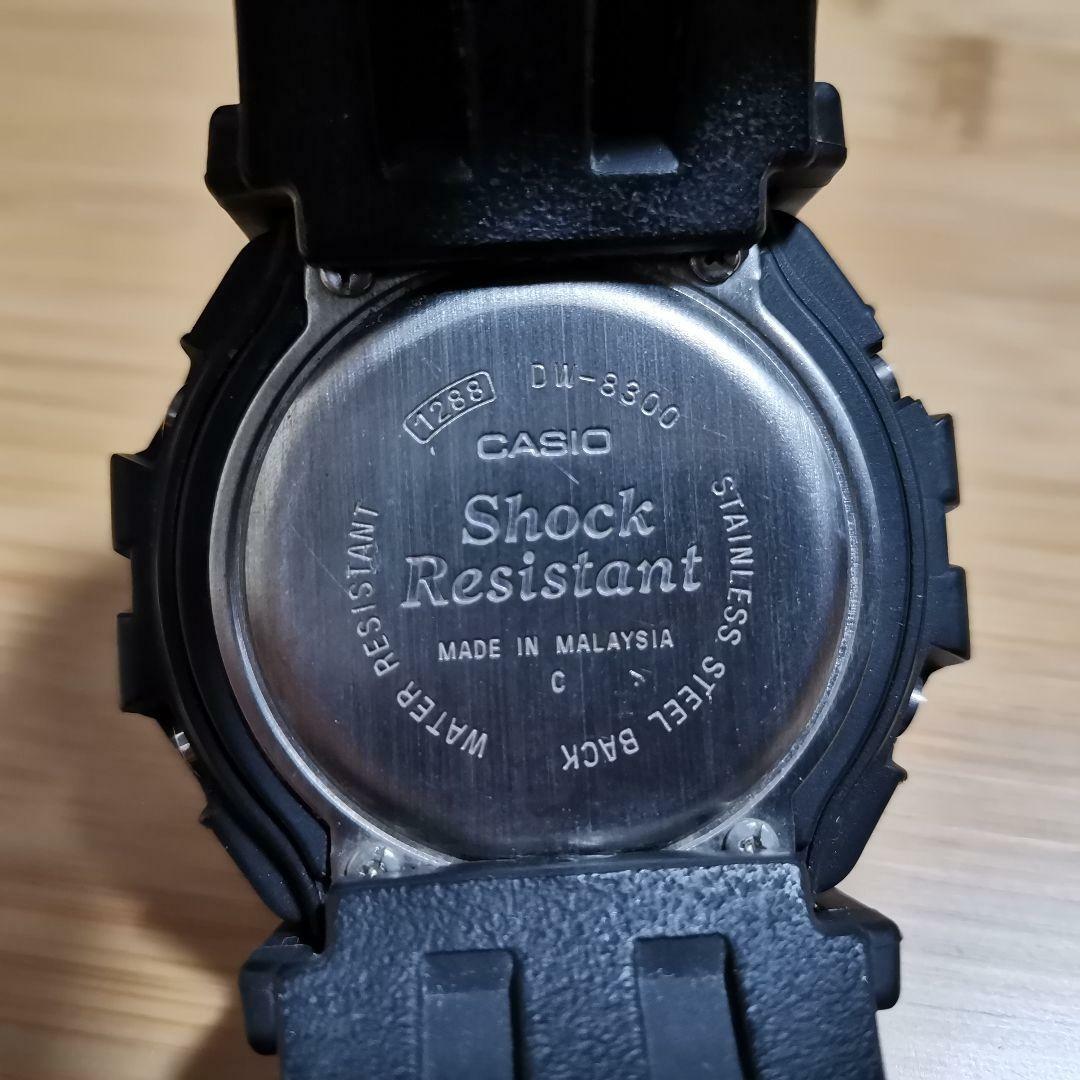 1288 DW-8300
CASIO
Shock
Resistant
MADE IN MALAYSIA
C
WATER RESISTANT
STAINLESS STEEL BACK